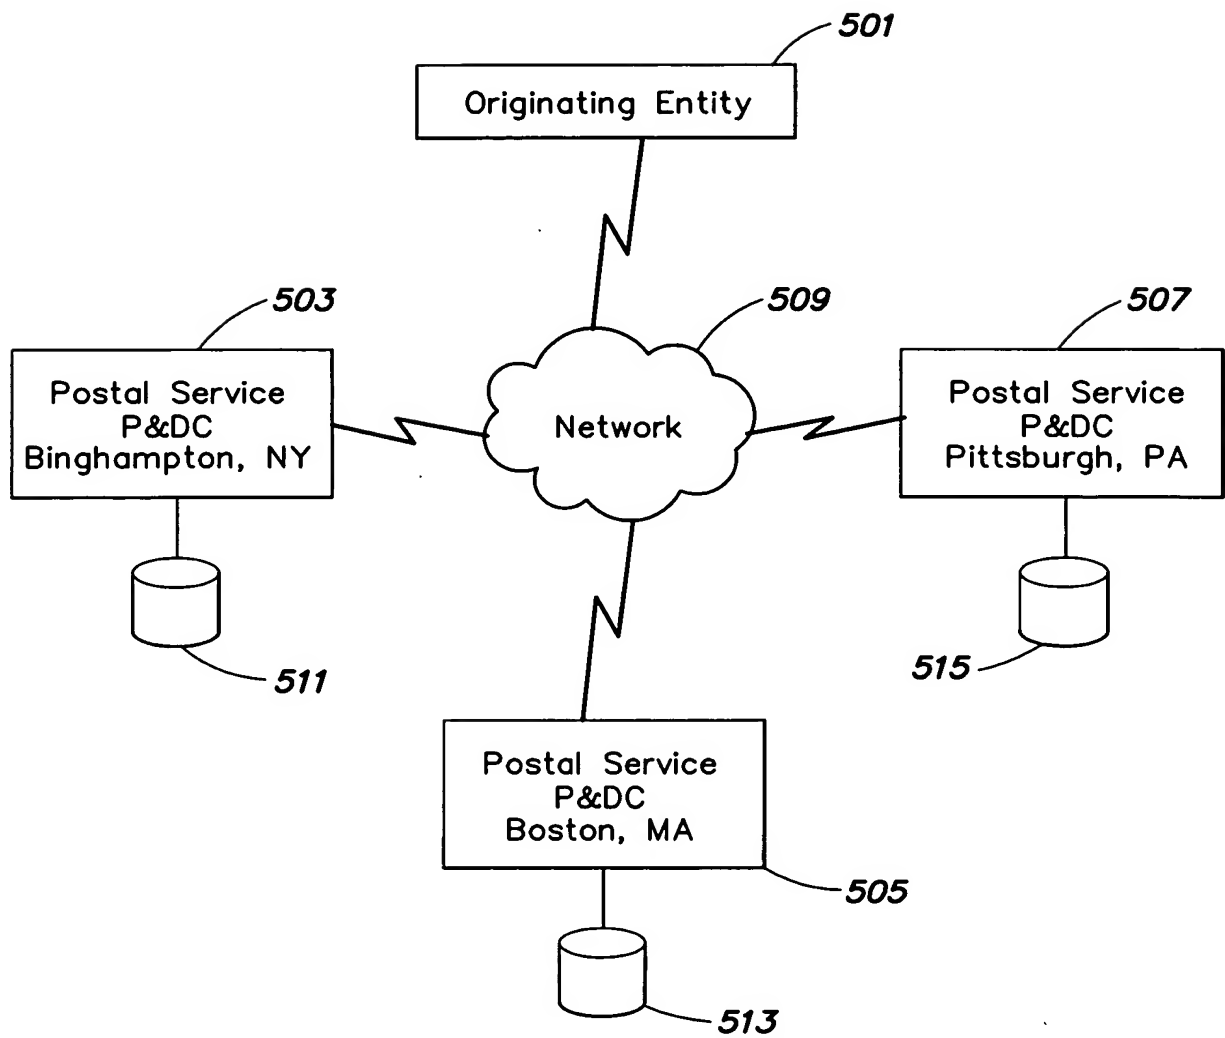 501
Originating Entity
503
509
507
Postal Service
P&DC
Binghampton, NY
Network
Postal Service
P&DC
Pittsburgh, PA
511
515
Postal Service
P&DC
Boston, MA
505
513